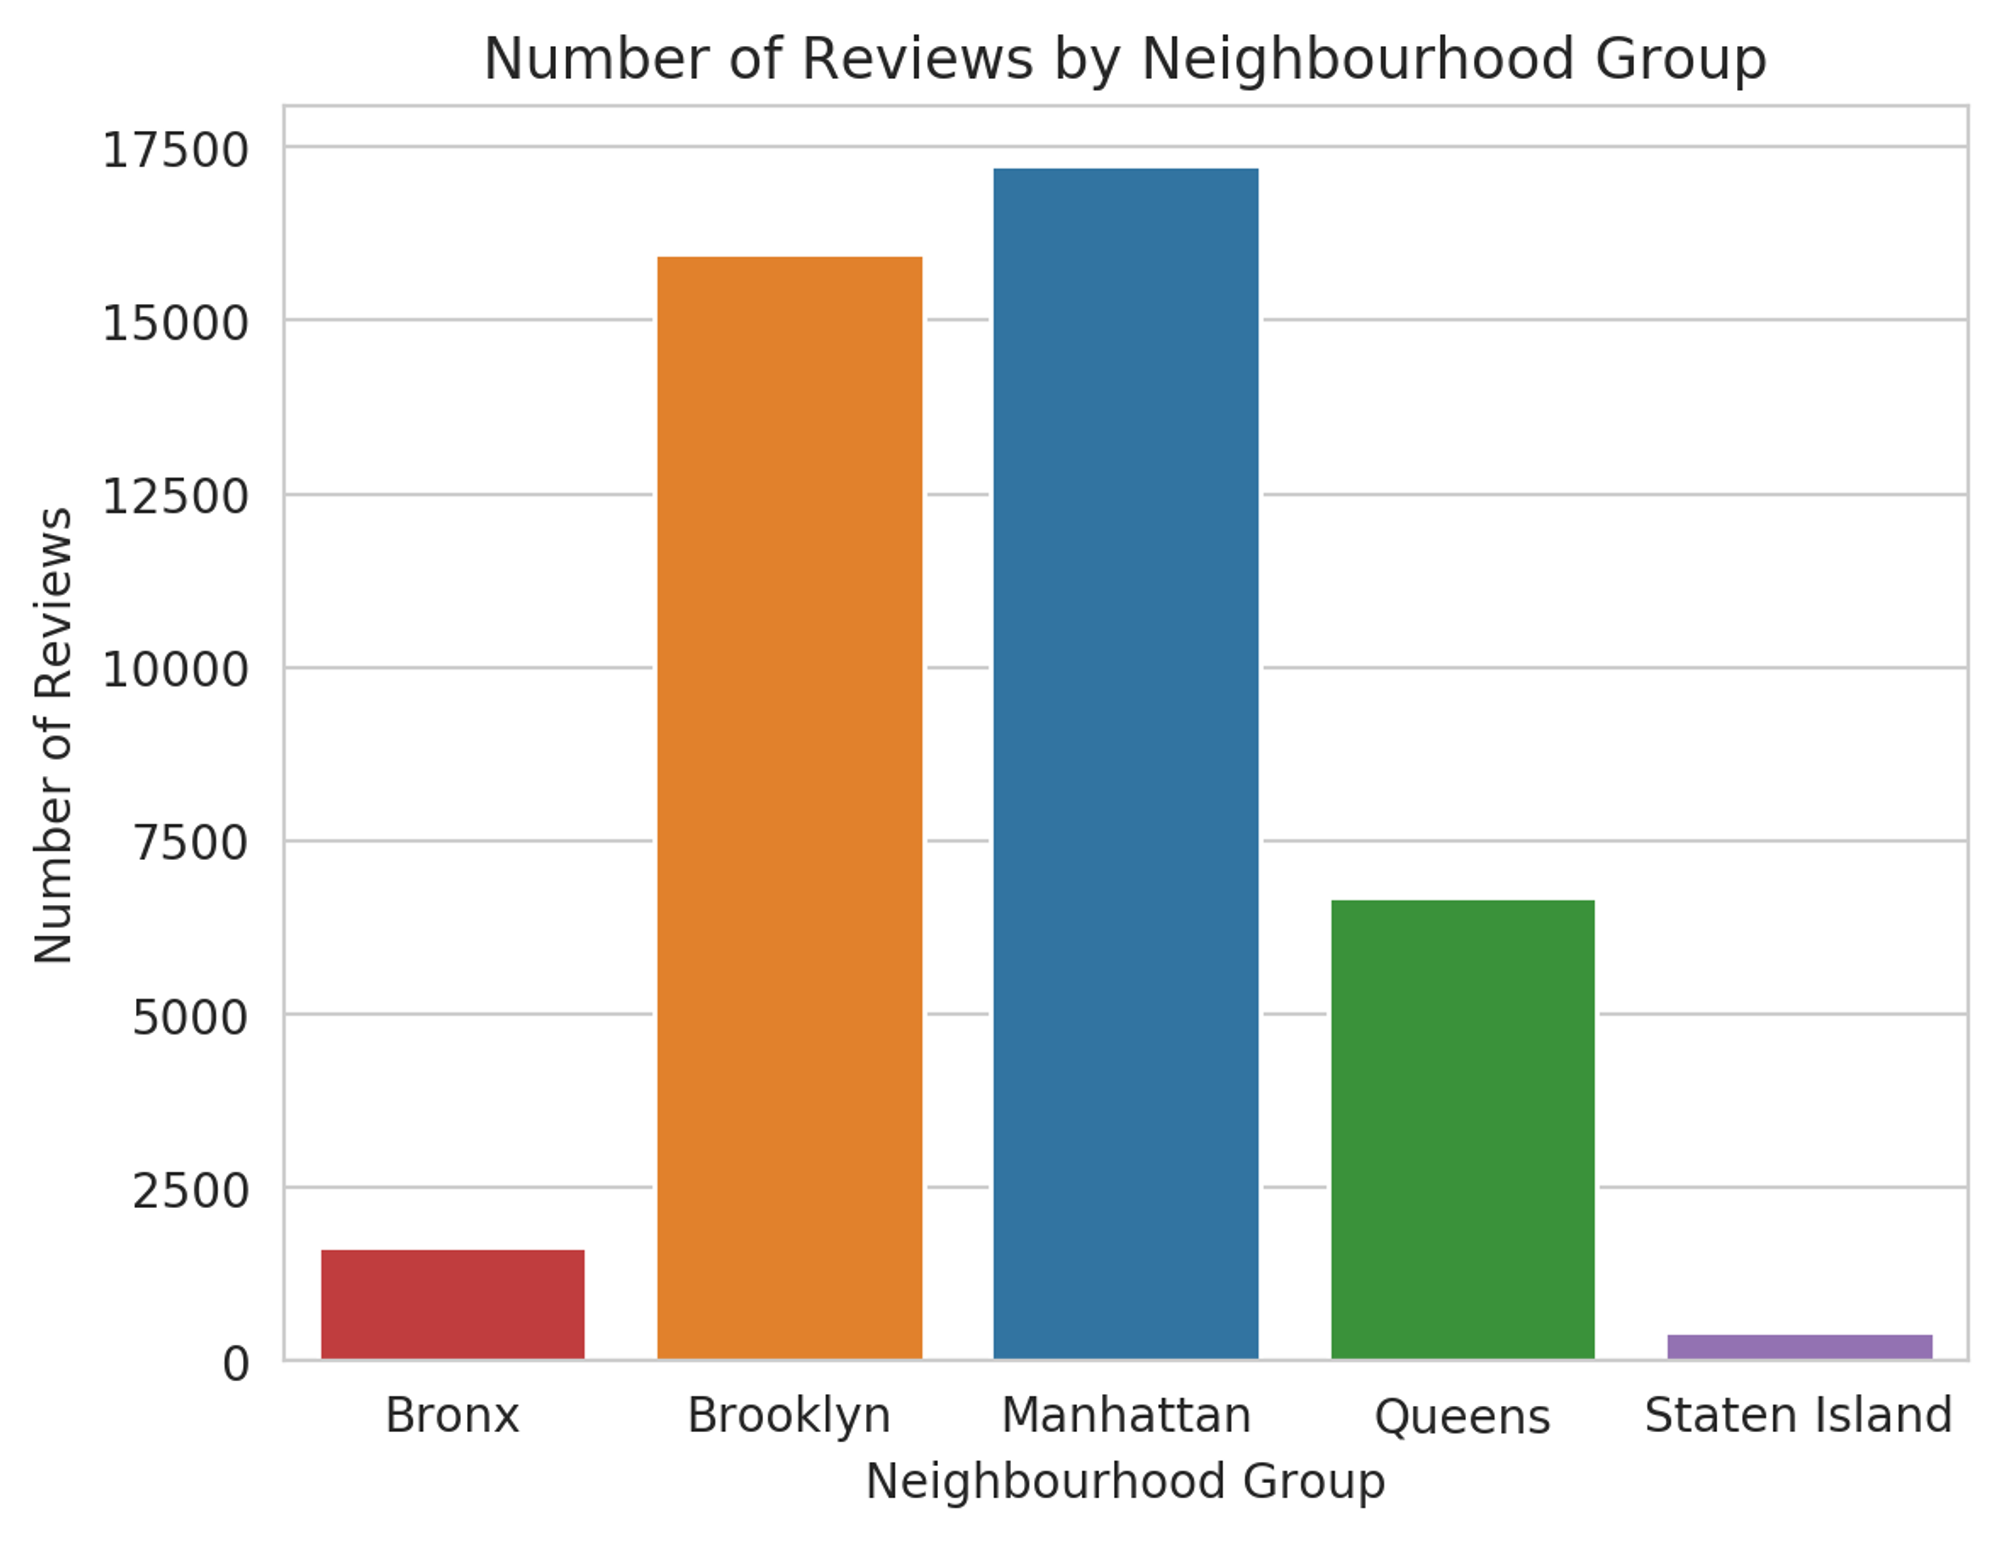 Number of Reviews by Neighbourhood Group
17500
15000
12500
10000
7500
5000
2500
0
Number of Reviews
Bronx Brooklyn Manhattan Queens Staten Island
Neighbourhood Group